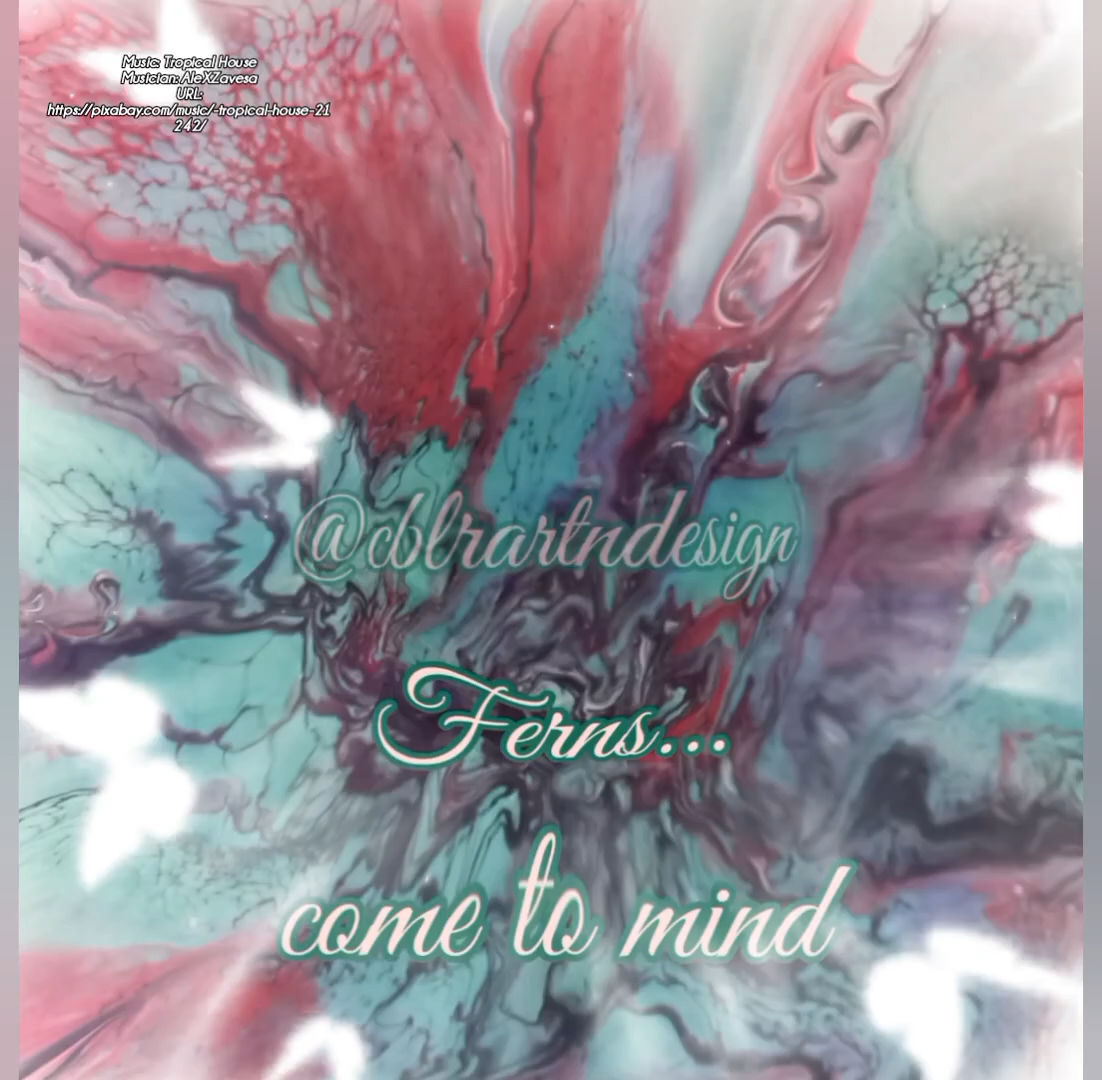 Music: Tropical House
Musician: AleXZavesa
URL:
https://pixabay.com/music/-tropical-house-21
242/
@cblrartndesign
Ferns...
come to mind